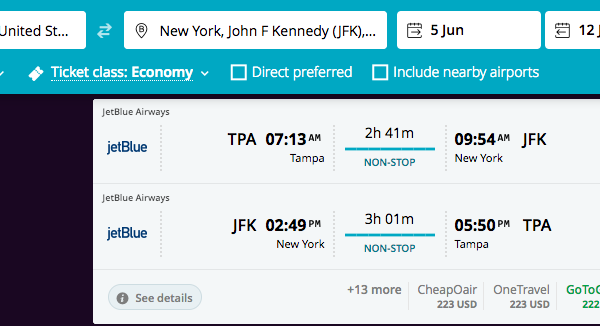 United St...
New York, John F Kennedy (JFK),...
5 Jun
12 J
Ticket class: Economy
Direct preferred
Include nearby airports
JetBlue Airways
jetBlue
TPA 07:13 AM
Tampa
2h 41m
NON-STOP
09:54 AM JFK
New York
JetBlue Airways
jetBlue
JFK 02:49 PM
New York
3h 01m
NON-STOP
05:50 PM TPA
Tampa
See details
+13 more
CheapOair
223 USD
OneTravel
223 USD
GoToG
222